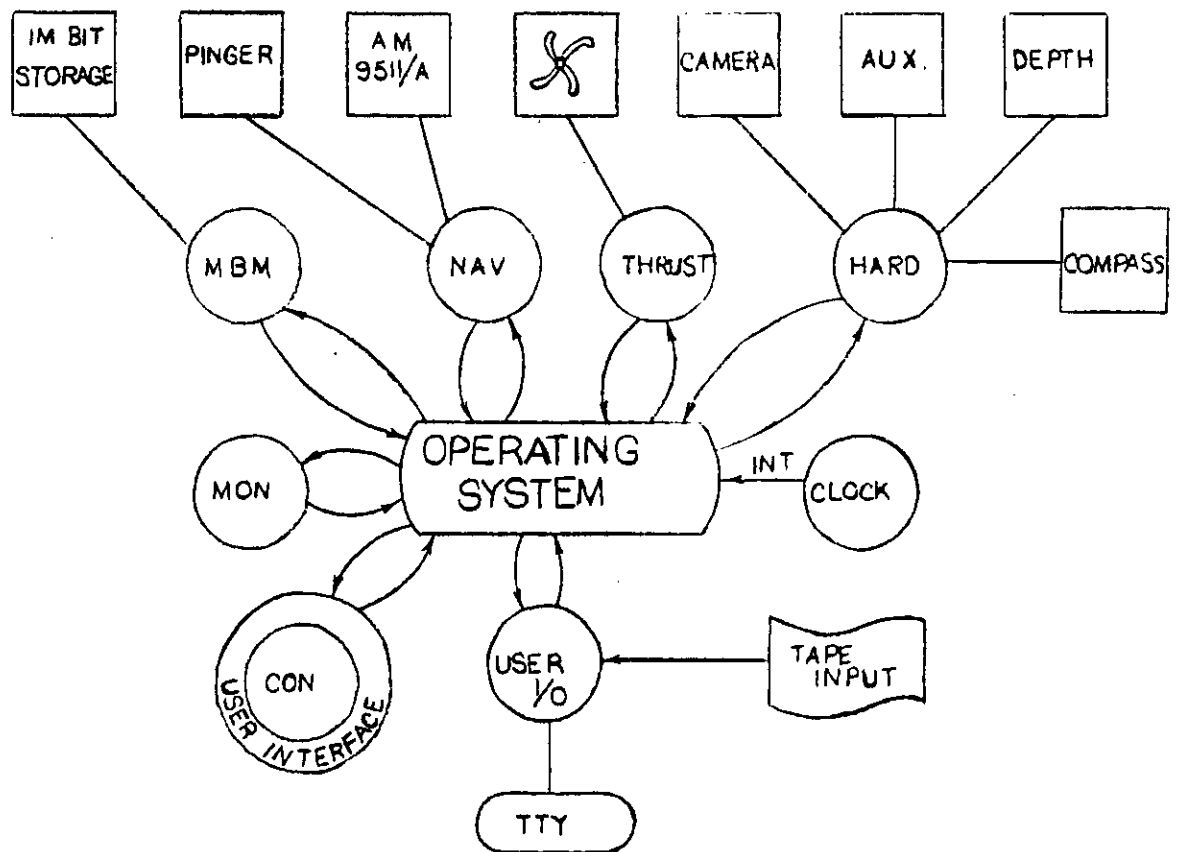 1M BIT
STORAGE
PINGER
AM
9511/A
CAMERA
AUX.
DEPTH
MBM
NAV
THRUST
HARD
COMPASS
OPERATING
SYSTEM
MON
INT
CLOCK
CON
USER INTERFACE
USER
I/O
TAPE
INPUT
TTY